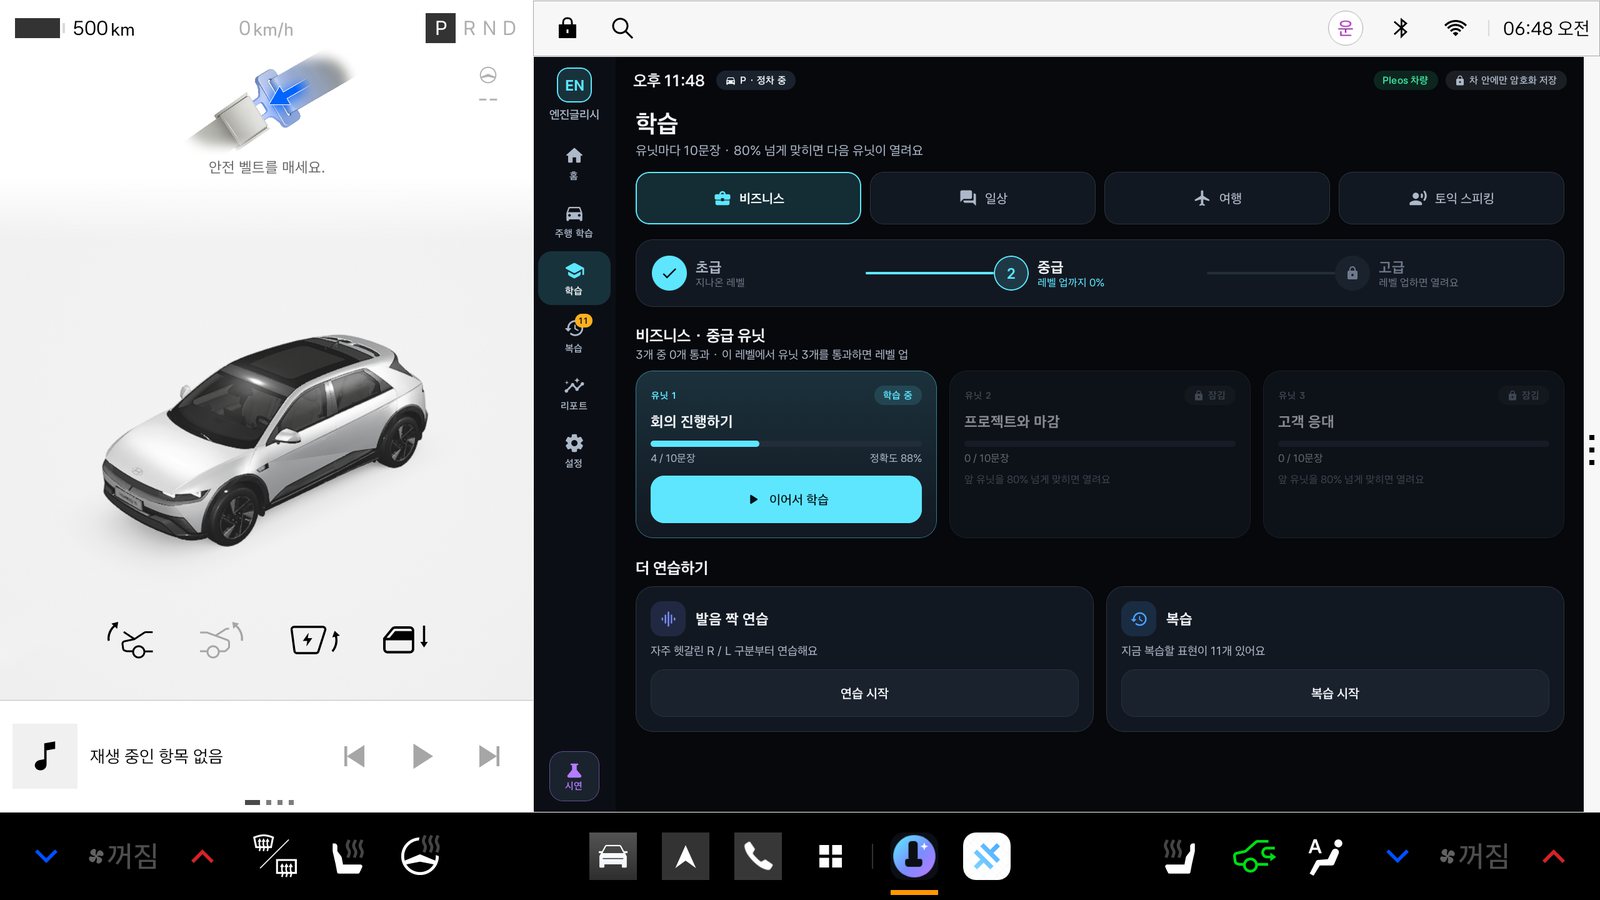 500 km
0 km/h
P R N D
--
안전 벨트를 매세요.
재생 중인 항목 없음
운
06:48 오전
EN
엔진글리시
홈
주행 학습
학습
11
복습
리포트
설정
시연
오후 11:48
P · 정차 중
Pleos 차량
차 안에만 암호화 저장
학습
유닛마다 10문장 · 80% 넘게 맞히면 다음 유닛이 열려요
비즈니스
일상
여행
토익 스피킹
초급
지나온 레벨
2
중급
레벨 업까지 0%
고급
레벨 업하면 열려요
비즈니스 · 중급 유닛
3개 중 0개 통과 · 이 레벨에서 유닛 3개를 통과하면 레벨 업
유닛 1
학습 중
회의 진행하기
4 / 10문장
정확도 88%
이어서 학습
유닛 2
잠김
프로젝트와 마감
0 / 10문장
앞 유닛을 80% 넘게 맞히면 열려요
유닛 3
잠김
고객 응대
0 / 10문장
앞 유닛을 80% 넘게 맞히면 열려요
더 연습하기
발음 짝 연습
자주 헷갈린 R / L 구분부터 연습해요
연습 시작
복습
지금 복습할 표현이 11개 있어요
복습 시작
꺼짐
A
꺼짐